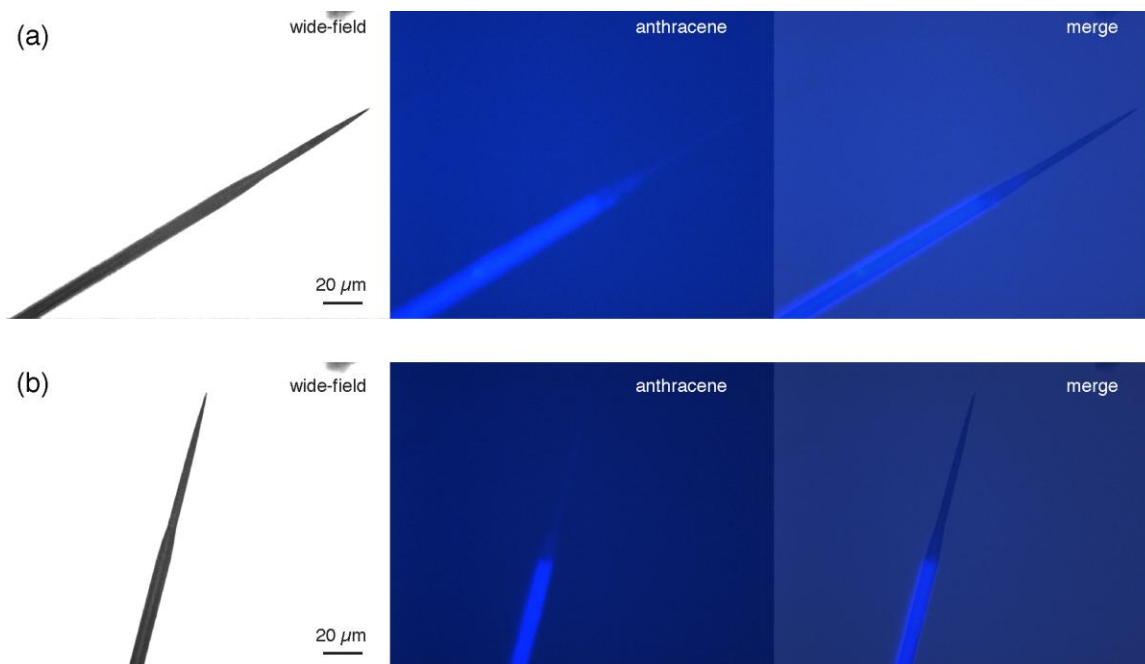 (a)
wide-field
anthracene
merge
20 µm
(b)
wide-field
anthracene
merge
20 µm